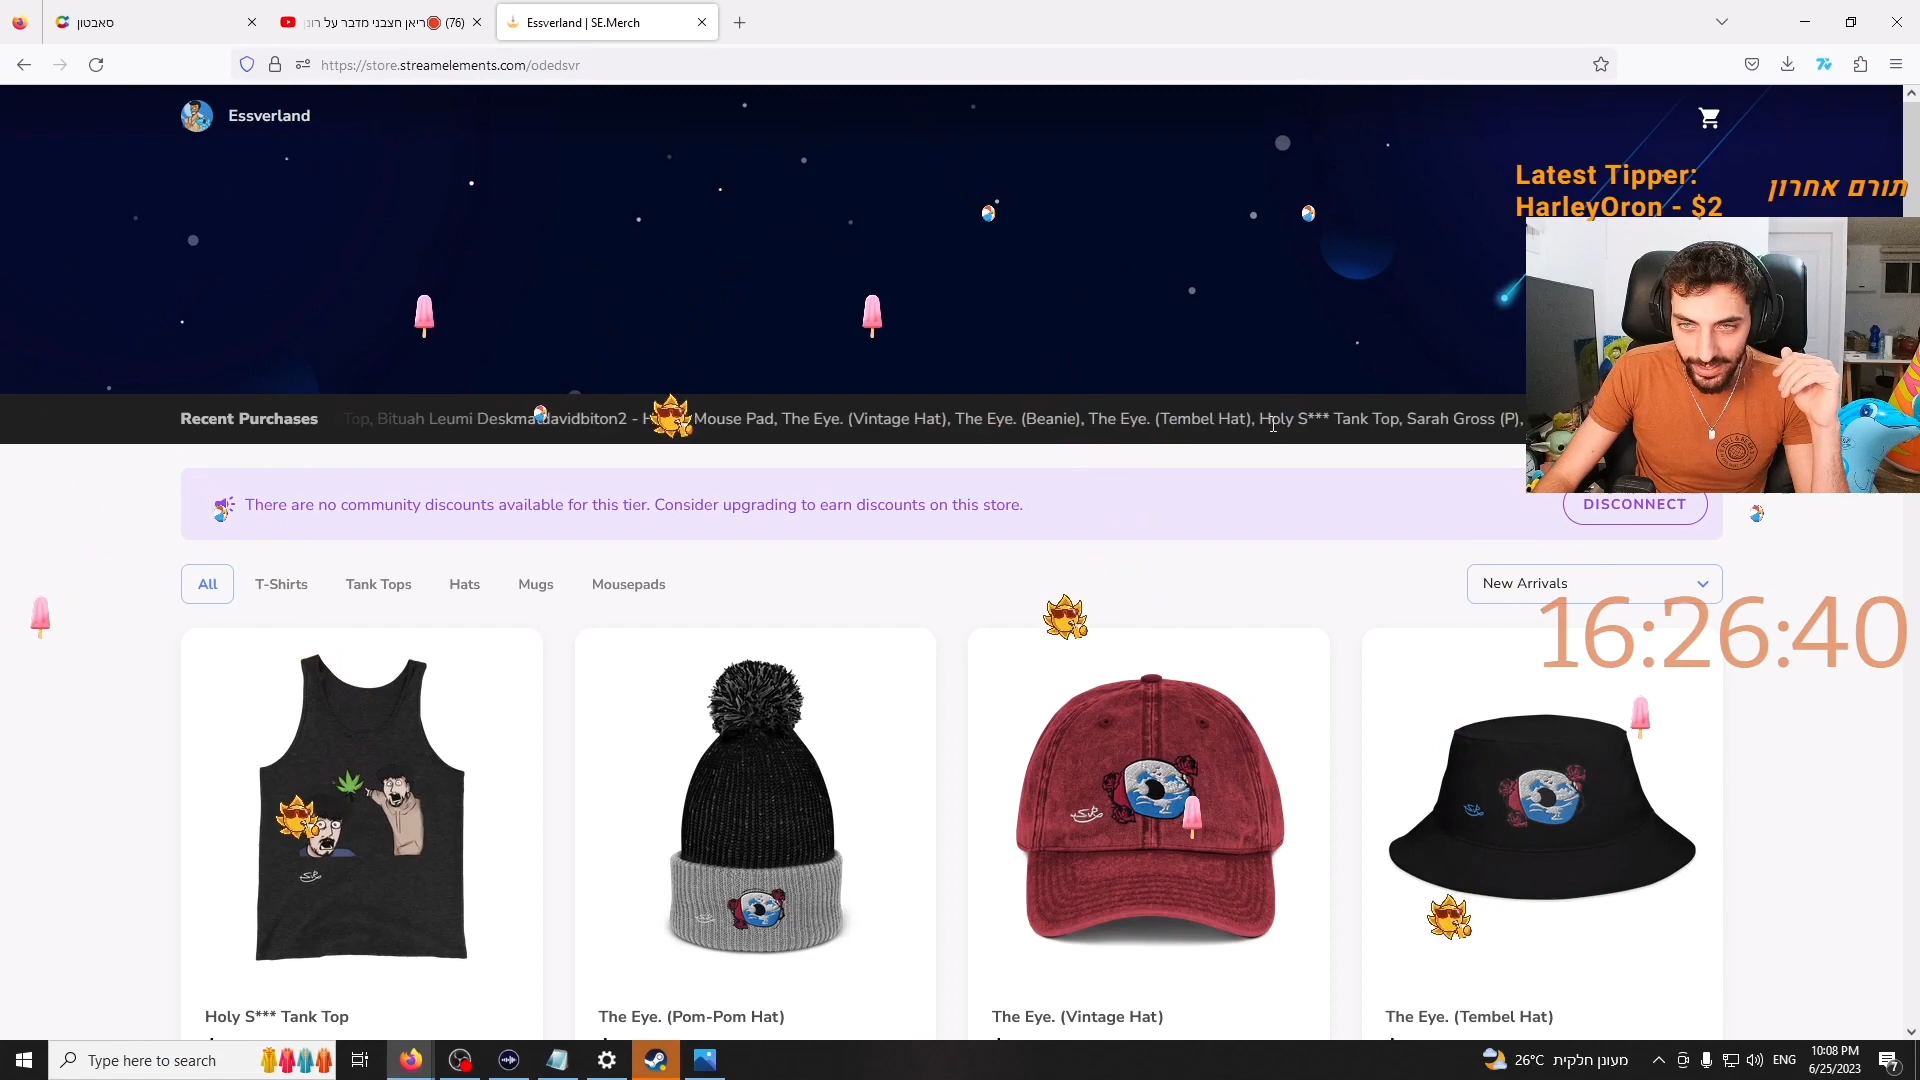 סאבטון
(76) 🔴ריאן חצבני מדבר על רונ
Essverland | SE.Merch
https://store.streamelements.com/odedsvr
Essverland
Latest Tipper:
HarleyOron - $2
תורם אחרון
Recent Purchases
Top, Bituah Leumi Deskma
davidbiton2 - H
Mouse Pad, The Eye. (Vintage Hat), The Eye. (Beanie), The Eye. (Tembel Hat), Holy S*** Tank Top, Sarah Gross (P),
There are no community discounts available for this tier. Consider upgrading to earn discounts on this store.
DISCONNECT
All
T-Shirts
Tank Tops
Hats
Mugs
Mousepads
New Arrivals
16:26:40
Holy S*** Tank Top
The Eye. (Pom-Pom Hat)
The Eye. (Vintage Hat)
The Eye. (Tembel Hat)
Type here to search
26°C
מעונן חלקית
ENG
10:08 PM
6/25/2023
7